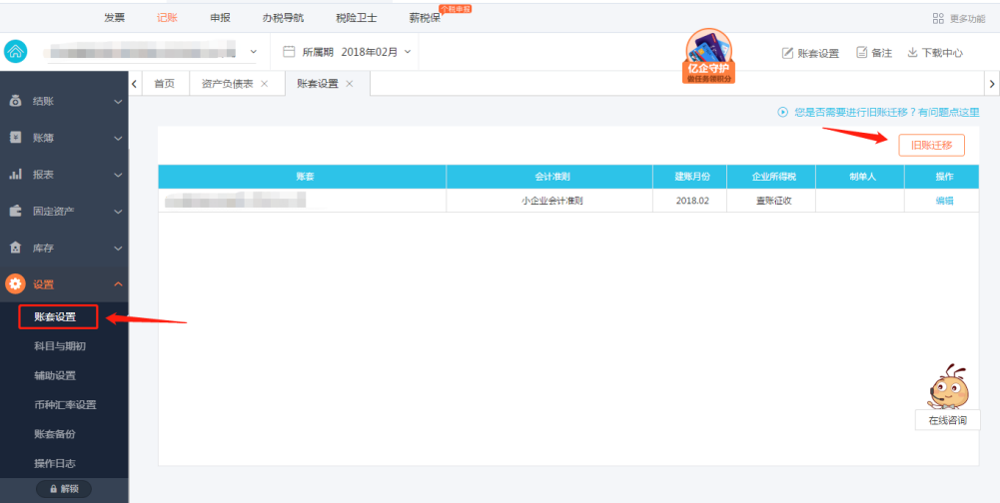 个税申报
发票 记账 申报 办税导航 税险卫士 薪税保 更多功能
所属期 2018年02月 亿企守护 做任务领积分 账套设置 备注 下载中心
首页 资产负债表 × 账套设置 ×
结账
账簿
报表
固定资产
库存
设置
账套设置
科目与期初
辅助设置
币种汇率设置
账套备份
操作日志
解锁
您是否需要进行旧账迁移？有问题点这里
旧账迁移
账套 会计准则 建账月份 企业所得税 制单人 操作
小企业会计准则 2018.02 查账征收 编辑
在线咨询